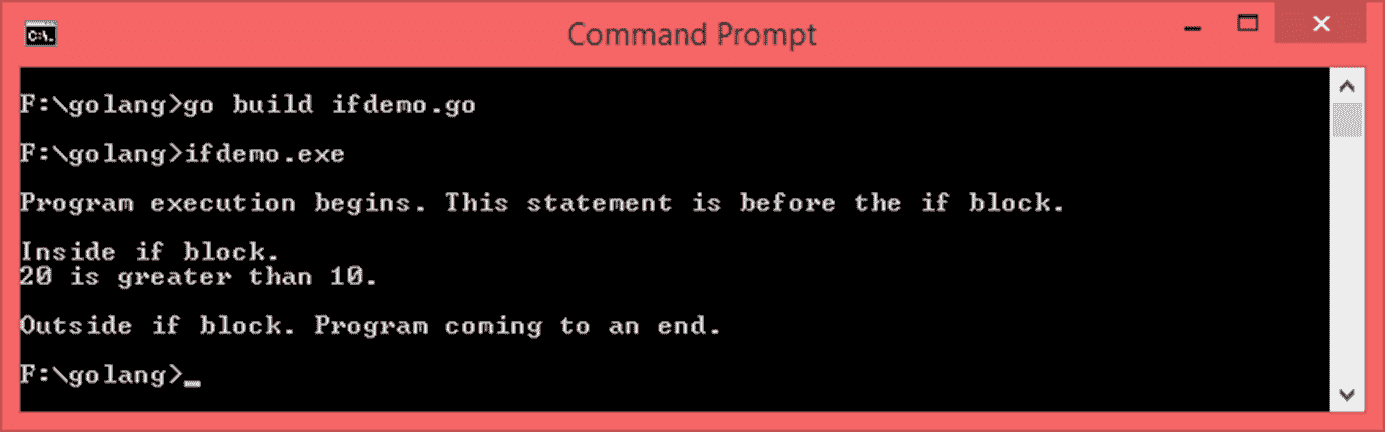 C:\.
Command Prompt
F:\golang>go build ifdemo.go
F:\golang>ifdemo.exe
Program execution begins. This statement is before the if block.
Inside if block.
20 is greater than 10.
Outside if block. Program coming to an end.
F:\golang>_